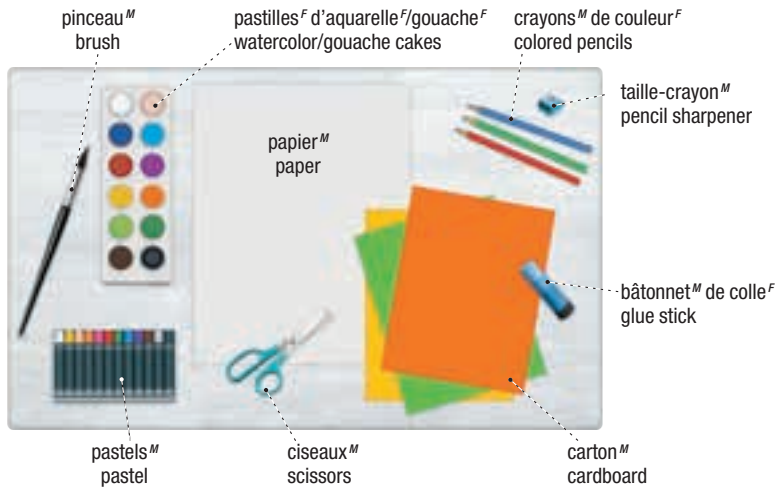 pinceau^M
brush
pastilles^F d’aquarelle^F/gouache^F
watercolor/gouache cakes
crayons^M de couleur^F
colored pencils
taille-crayon^M
pencil sharpener
papier^M
paper
bâtonnet^M de colle^F
glue stick
pastels^M
pastel
ciseaux^M
scissors
carton^M
cardboard